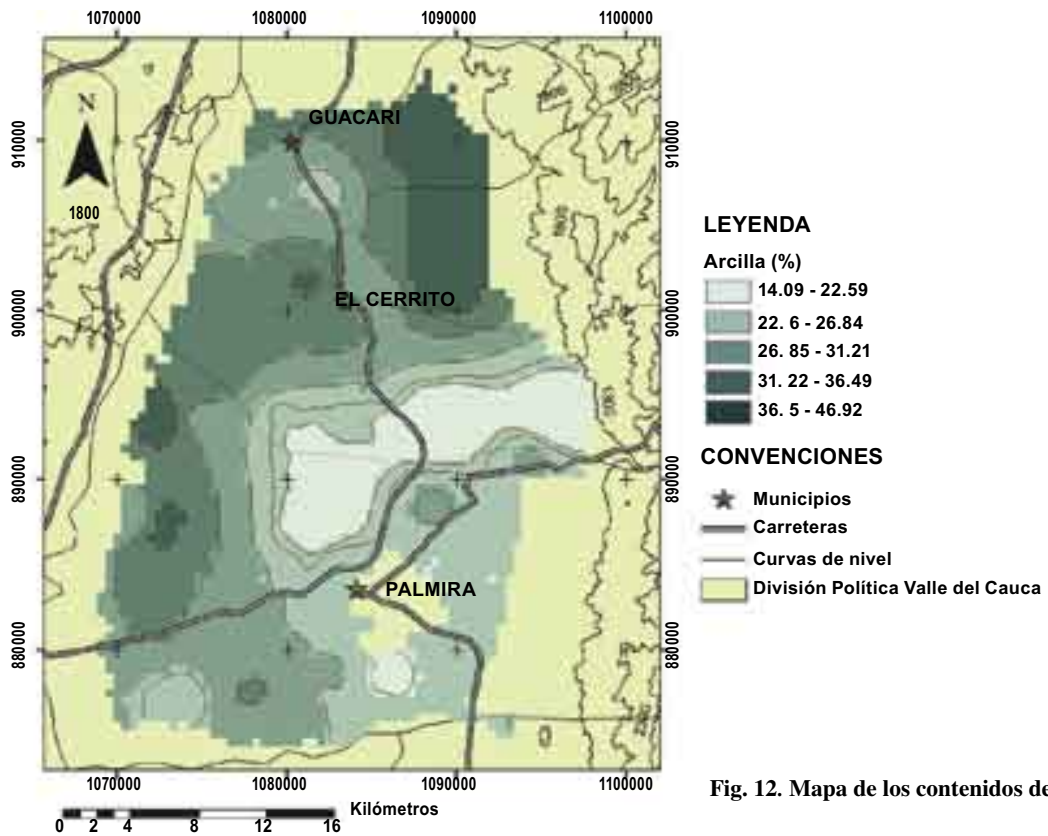 1070000 1080000 1090000 1100000
910000
900000
890000
880000
N
1800
GUACARI
EL CERRITO
PALMIRA
910000
900000
890000
880000
1070000 1080000 1090000 1100000
0 2 4 8 12 16
Kilómetros
LEYENDA
Arcilla (%)
14.09 - 22.59
22. 6 - 26.84
26. 85 - 31.21
31. 22 - 36.49
36. 5 - 46.92
CONVENCIONES
Municipios
Carreteras
Curvas de nivel
División Política Valle del Cauca
Fig. 12. Mapa de los contenidos de